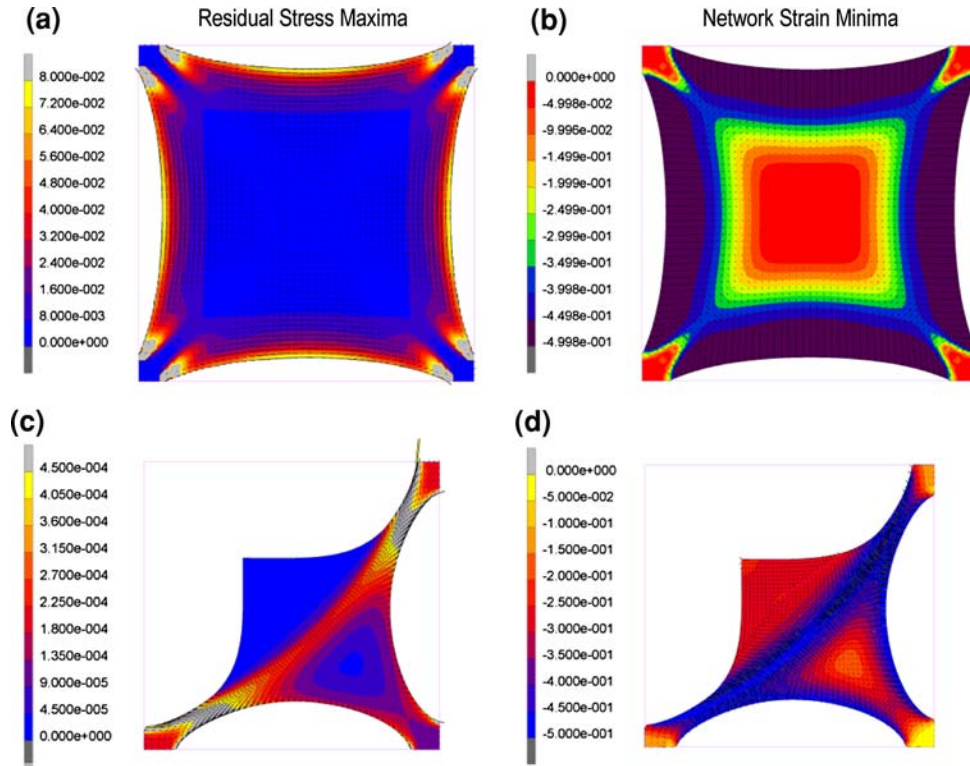 (a)
Residual Stress Maxima
8.000e-002
7.200e-002
6.400e-002
5.600e-002
4.800e-002
4.000e-002
3.200e-002
2.400e-002
1.600e-002
8.000e-003
0.000e+000
(b)
Network Strain Minima
0.000e+000
-4.998e-002
-9.996e-002
-1.499e-001
-1.999e-001
-2.499e-001
-2.999e-001
-3.998e-001
-4.498e-001
-4.998e-001
(c)
4.500e-004
4.050e-004
3.600e-004
3.150e-004
2.700e-004
2.250e-004
1.800e-004
1.350e-004
9.000e-005
4.500e-005
0.000e+000
(d)
0.000e+000
-5.000e-002
-1.000e-001
-1.500e-001
-2.000e-001
-2.500e-001
-3.000e-001
-3.500e-001
-4.000e-001
-4.500e-001
-5.000e-001